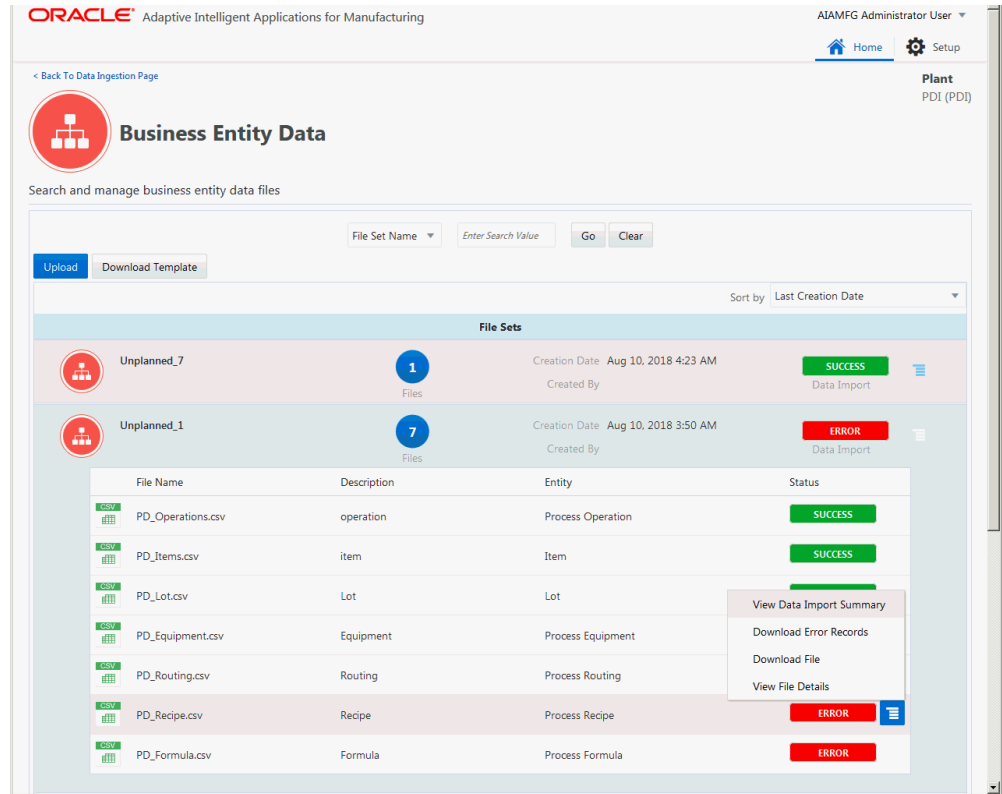 ORACLE® Adaptive Intelligent Applications for Manufacturing
AIAMFG Administrator User
Home Setup
< Back To Data Ingestion Page
Plant
PDI (PDI)
Business Entity Data
Search and manage business entity data files
File Set Name Enter Search Value Go Clear
Upload Download Template
Sort by Last Creation Date
File Sets
Unplanned_7 1 Creation Date Aug 10, 2018 4:23 AM SUCCESS
Files Created By Data Import
Unplanned_1 7 Creation Date Aug 10, 2018 3:50 AM ERROR
Files Created By Data Import
File Name Description Entity Status
CSV PD_Operations.csv operation Process Operation SUCCESS
CSV PD_Items.csv item Item SUCCESS
CSV PD_Lot.csv Lot Lot
CSV PD_Equipment.csv Equipment Process Equipment
CSV PD_Routing.csv Routing Process Routing
View Data Import Summary
Download Error Records
Download File
View File Details
CSV PD_Recipe.csv Recipe Process Recipe ERROR
CSV PD_Formula.csv Formula Process Formula ERROR